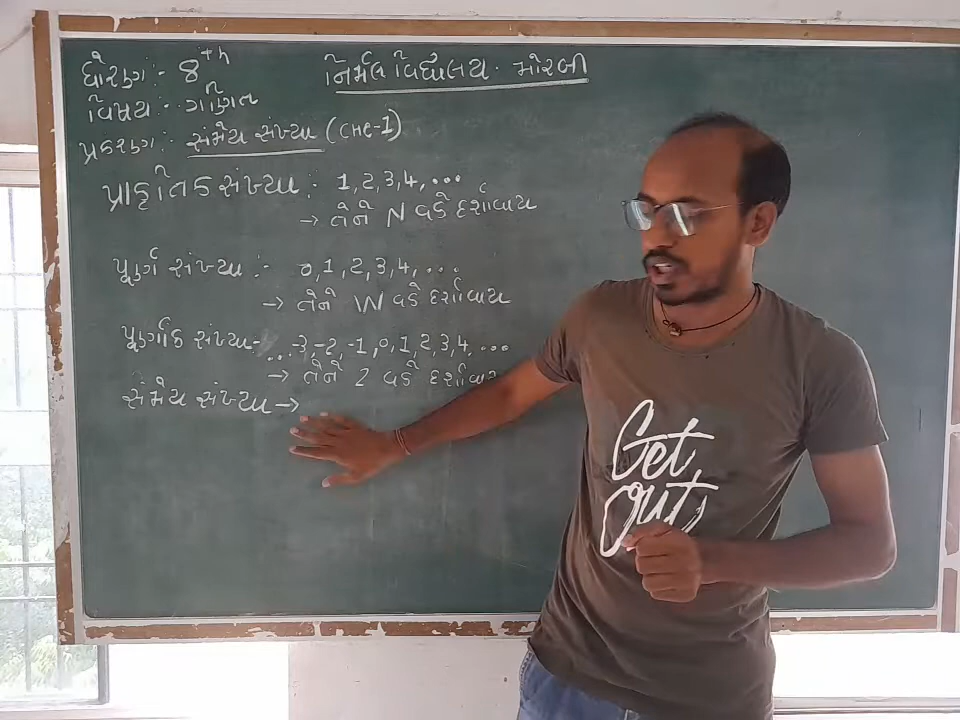 ધોરણ :- 8th
નિર્મલ વિદ્યાલય. મોરબી
વિષય :- ગણિત
પ્રકરણ :- સંમેય સંખ્યા (CHE-1)
પ્રાકૃતિક સંખ્યા :- 1,2,3,4,...
→ તેને N વડે દર્શાવાય
પૂર્ણ સંખ્યા :- 0,1,2,3,4,...
→ તેને W વડે દર્શાવાય
પૂર્ણાંક સંખ્યા - ...-3,-2,-1,0,1,2,3,4,...
→ તેને Z વડે દર્શાવાય
સંમેય સંખ્યા →
Get
Out